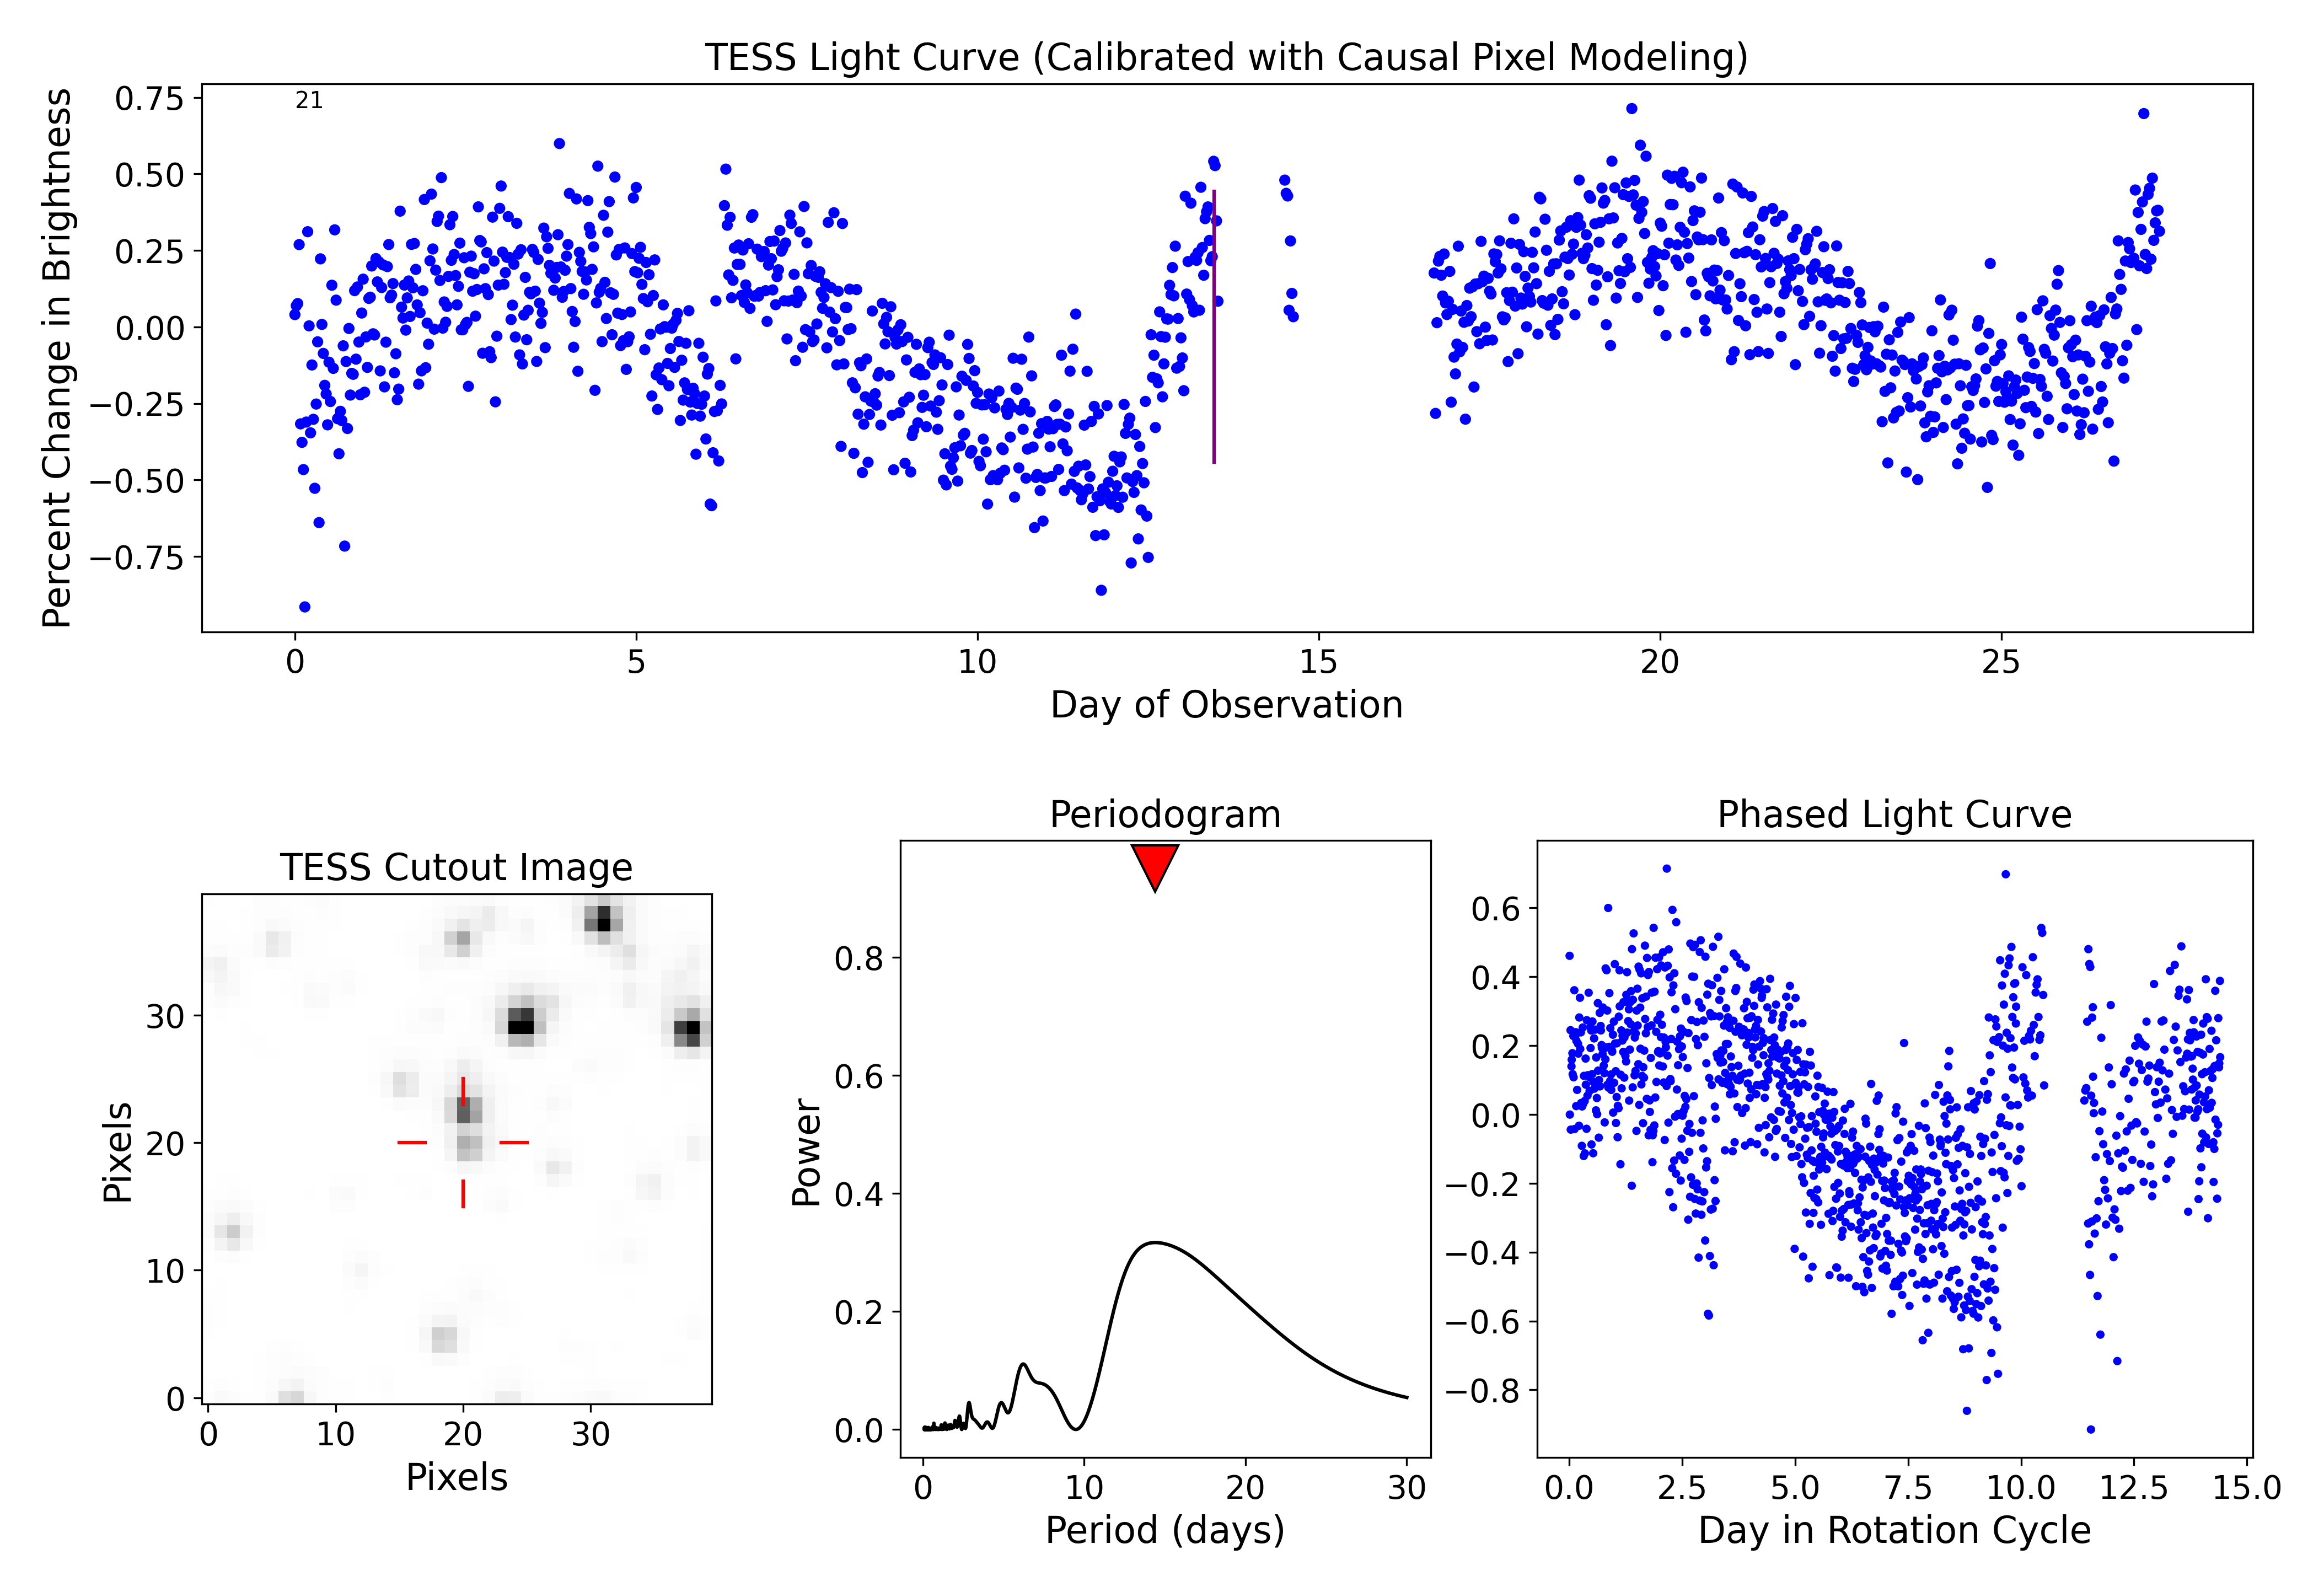 TESS Light Curve (Calibrated with Causal Pixel Modeling)
Percent Change in Brightness
0.75
0.50
0.25
0.00
−0.25
−0.50
−0.75
21
0 5 10 15 20 25
Day of Observation
TESS Cutout Image
Pixels
30
20
10
0
0 10 20 30
Pixels
Periodogram
Power
0.8
0.6
0.4
0.2
0.0
0 10 20 30
Period (days)
Phased Light Curve
0.6
0.4
0.2
0.0
−0.2
−0.4
−0.6
−0.8
0.0 2.5 5.0 7.5 10.0 12.5 15.0
Day in Rotation Cycle